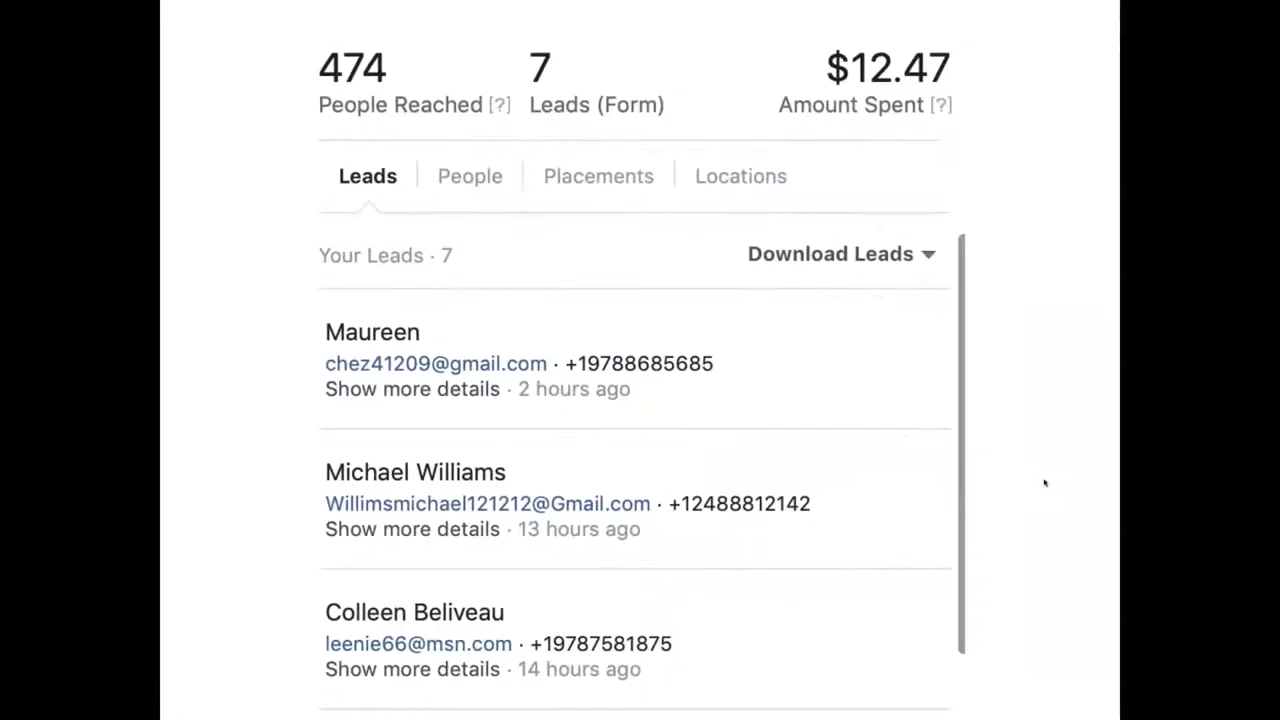 474 7 $12.47
People Reached [?] Leads (Form) Amount Spent [?]
Leads People Placements Locations
Your Leads · 7 Download Leads
Maureen
chez41209@gmail.com · +19788685685
Show more details · 2 hours ago
Michael Williams
Willimsmichael121212@Gmail.com · +12488812142
Show more details · 13 hours ago
Colleen Beliveau
leenie66@msn.com · +19787581875
Show more details · 14 hours ago